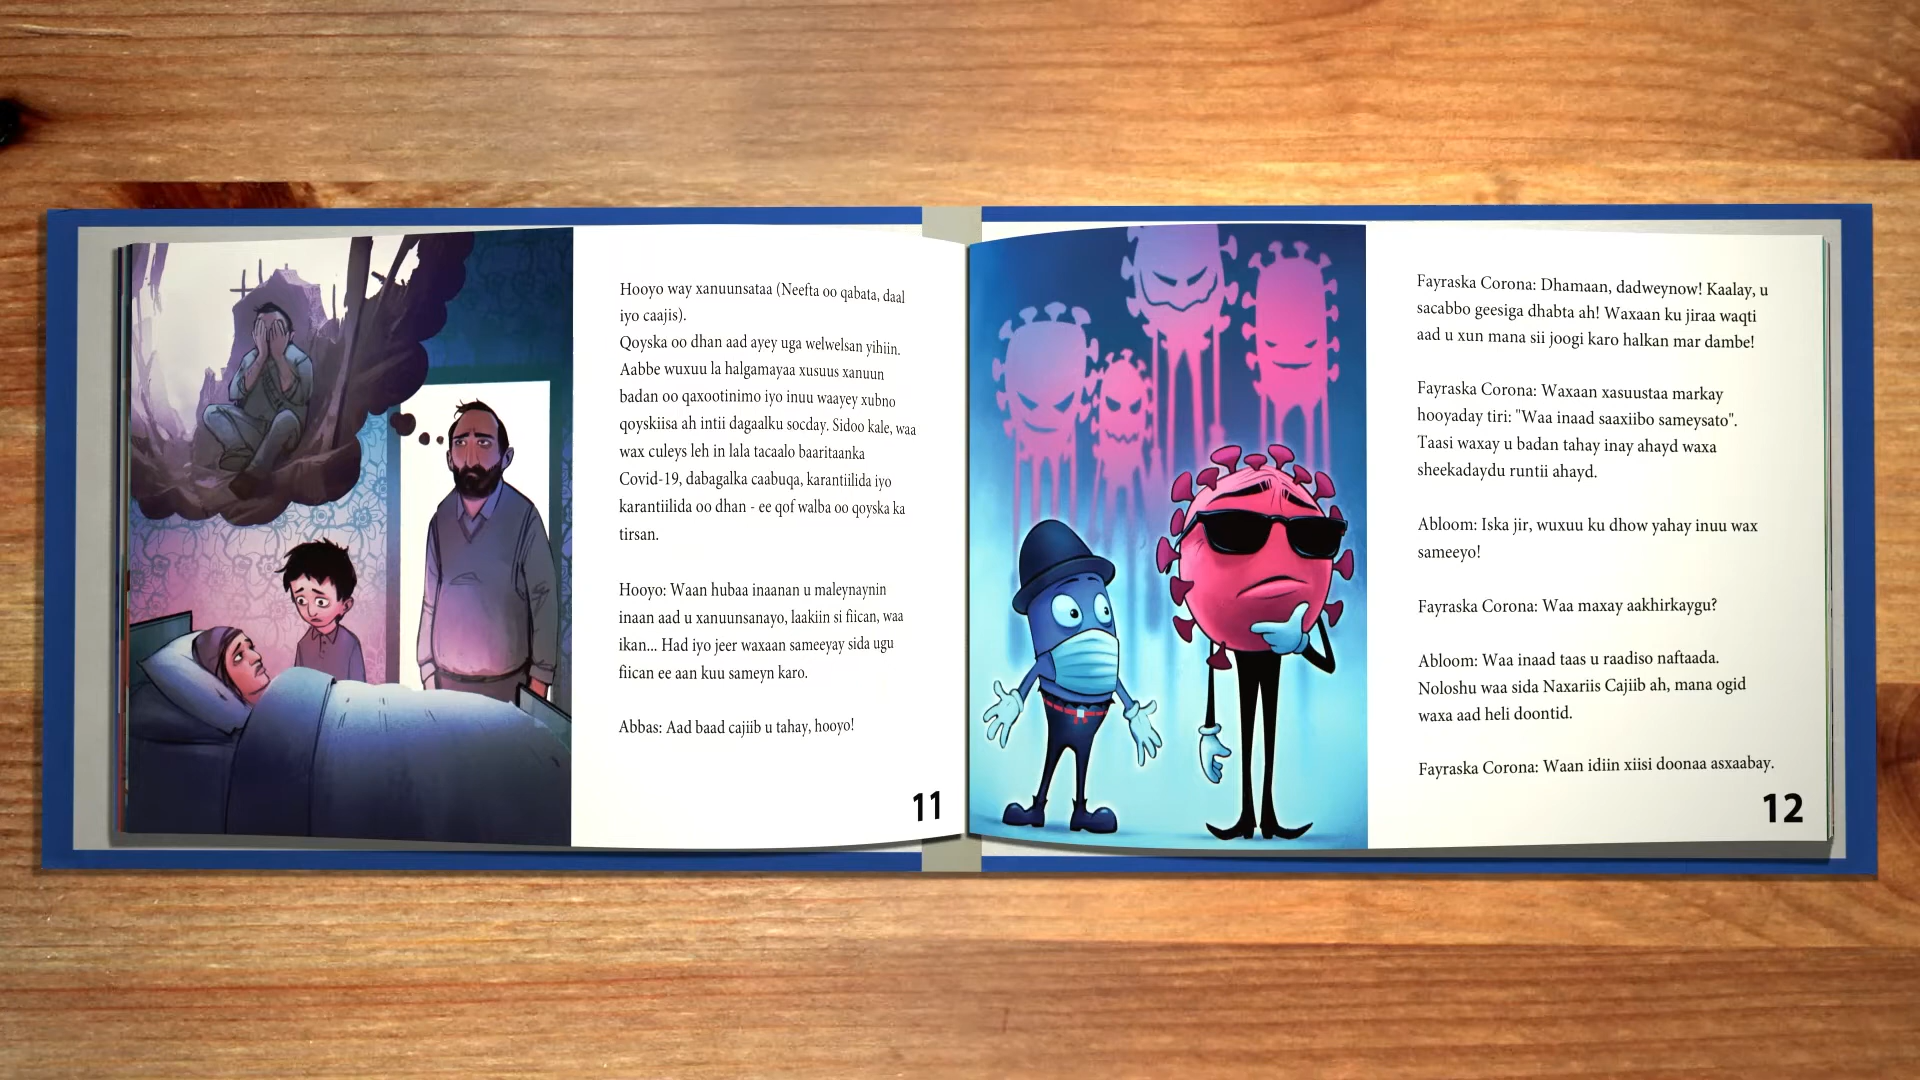 Hooyo way xanuunsataa (Neefta oo qabata, daal
iyo caajis).
Qoyska oo dhan aad ayey uga welwelsan yihiin.
Aabbe wuxuu la halgamayaa xusuus xanuun
badan oo qaxootinimo iyo inuu waayey xubno
qoyskiisa ah intii dagaalku socday. Sidoo kale, waa
wax culeys leh in lala tacaalo baaritaanka
Covid-19, dabagalka caabuqa, karantiilida iyo
karantiilida oo dhan - ee qof walba oo qoyska ka
tirsan.
Hooyo: Waan hubaa inaanan u maleynaynin
inaan aad u xanuunsanayo, laakiin si fiican, waa
ikan... Had iyo jeer waxaan sameeyay sida ugu
fiican ee aan kuu sameyn karo.
Abbas: Aad baad cajiib u tahay, hooyo!
11
Fayraska Corona: Dhamaan, dadweynow! Kaalay, u
sacabbo geesiga dhabta ah! Waxaan ku jiraa waqti
aad u xun mana sii joogi karo halkan mar dambe!
Fayraska Corona: Waxaan xasuustaa markay
hooyaday tiri: "Waa inaad saaxiibo sameysato".
Taasi waxay u badan tahay inay ahayd waxa
sheekadaydu runtii ahayd.
Abloom: Iska jir, wuxuu ku dhow yahay inuu wax
sameeyo!
Fayraska Corona: Waa maxay aakhirkaygu?
Abloom: Waa inaad taas u raadiso naftaada.
Noloshu waa sida Naxariis Cajiib ah, mana ogid
waxa aad heli doontid.
Fayraska Corona: Waan idiin xiisi doonaa asxaabay.
12